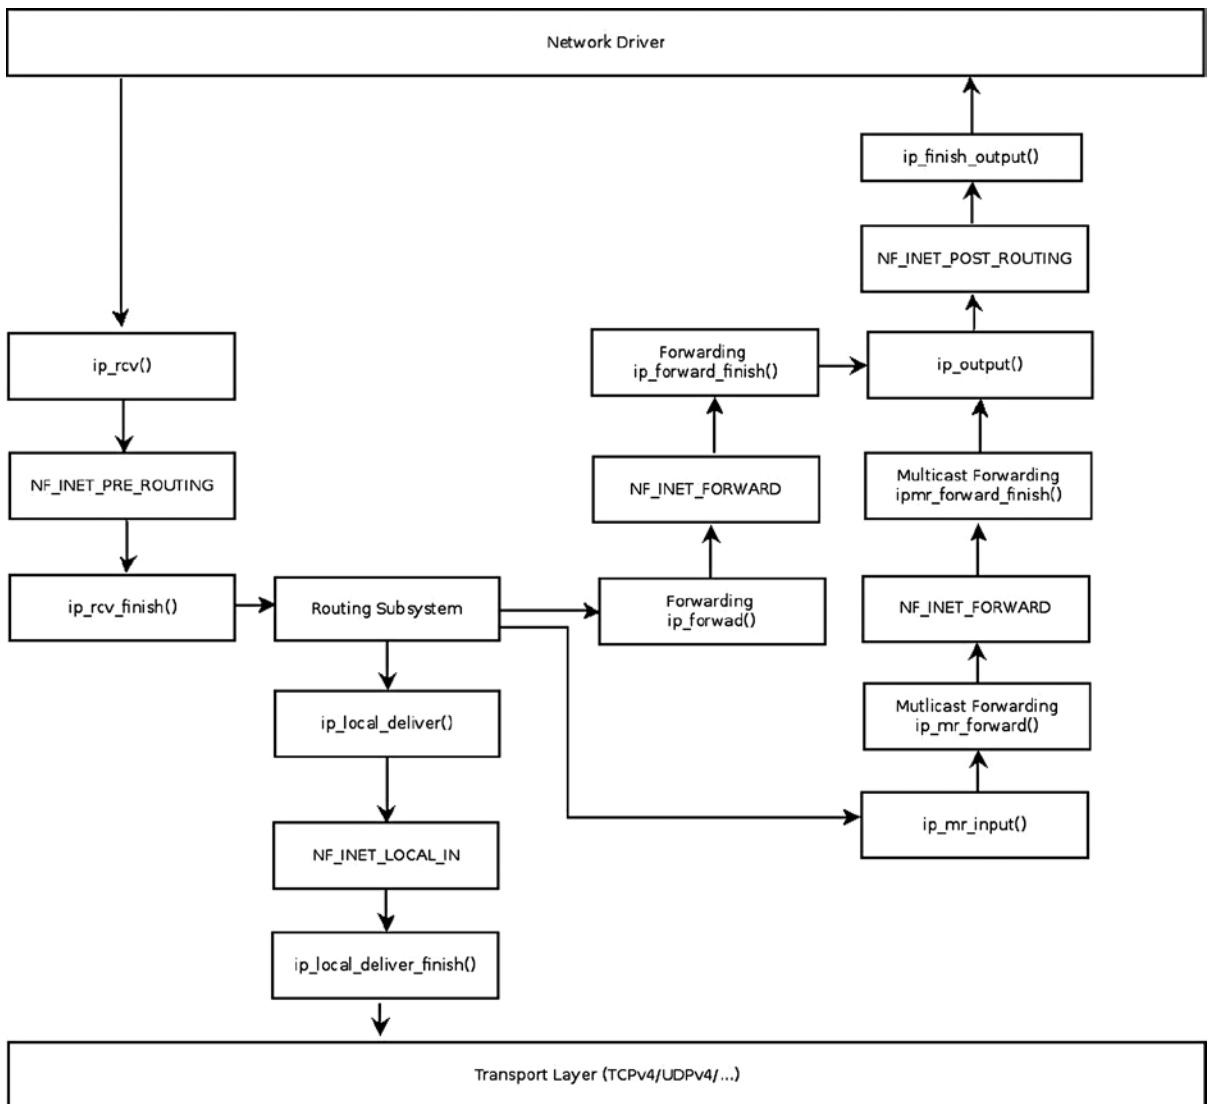 Network Driver
ip_finish_output()
NF_INET_POST_ROUTING
ip_rcv()
Forwarding
ip_forward_finish()
ip_output()
NF_INET_PRE_ROUTING
NF_INET_FORWARD
Multicast Forwarding
ipmr_forward_finish()
ip_rcv_finish()
Routing Subsystem
Forwarding
ip_forwad()
NF_INET_FORWARD
ip_local_deliver()
Mutlicast Forwarding
ip_mr_forward()
NF_INET_LOCAL_IN
ip_mr_input()
ip_local_deliver_finish()
Transport Layer (TCPv4/UDPv4/...)